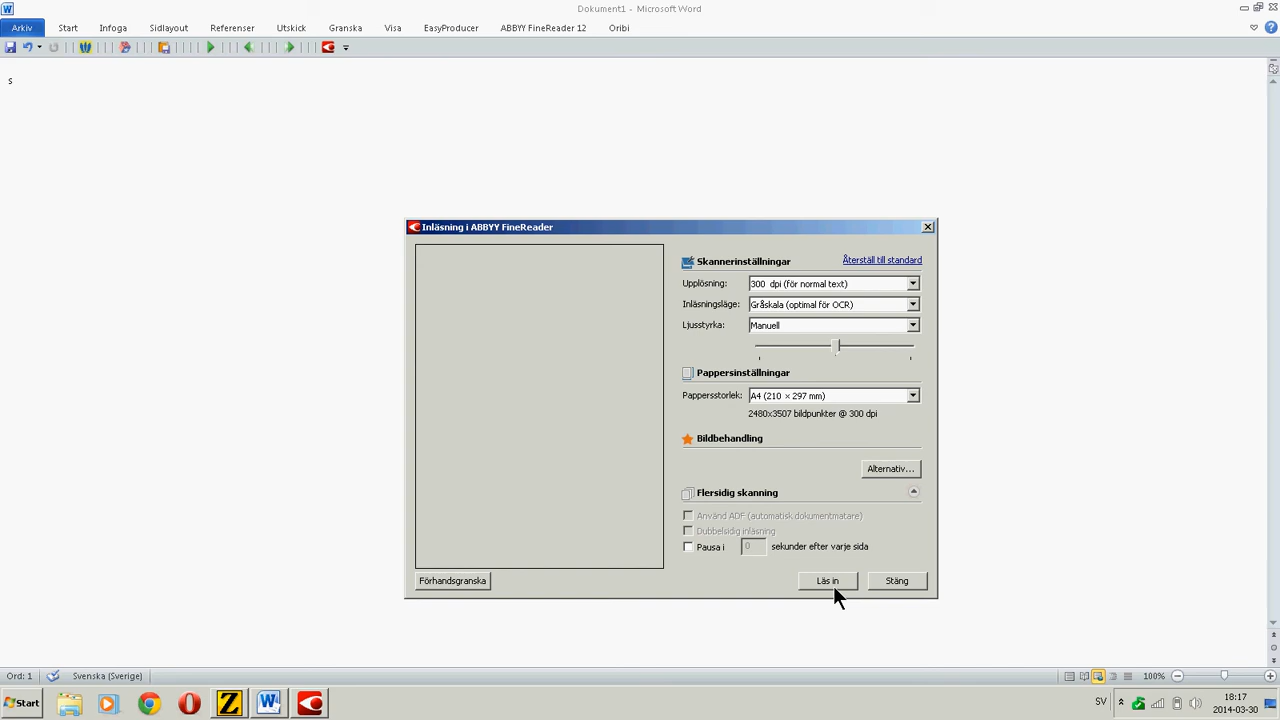 Dokument1 - Microsoft Word
Arkiv Start Infoga Sidlayout Referenser Utskick Granska Visa EasyProducer ABBYY FineReader 12 Oribi
s
Inläsning i ABBYY FineReader
Skannerinställningar Återställ till standard
Upplösning: 300 dpi (för normal text)
Inläsningsläge: Gråskala (optimal för OCR)
Ljusstyrka: Manuell
Pappersinställningar
Pappersstorlek: A4 (210 × 297 mm)
2480x3507 bildpunkter @ 300 dpi
Bildbehandling
Alternativ...
Flersidig skanning
Använd ADF (automatisk dokumentmatare)
Dubbelsidig inläsning
Pausa i 0 sekunder efter varje sida
Förhandsgranska Läs in Stäng
Ord: 1 Svenska (Sverige) 100%
Start Z W SV 18:17
2014-03-30